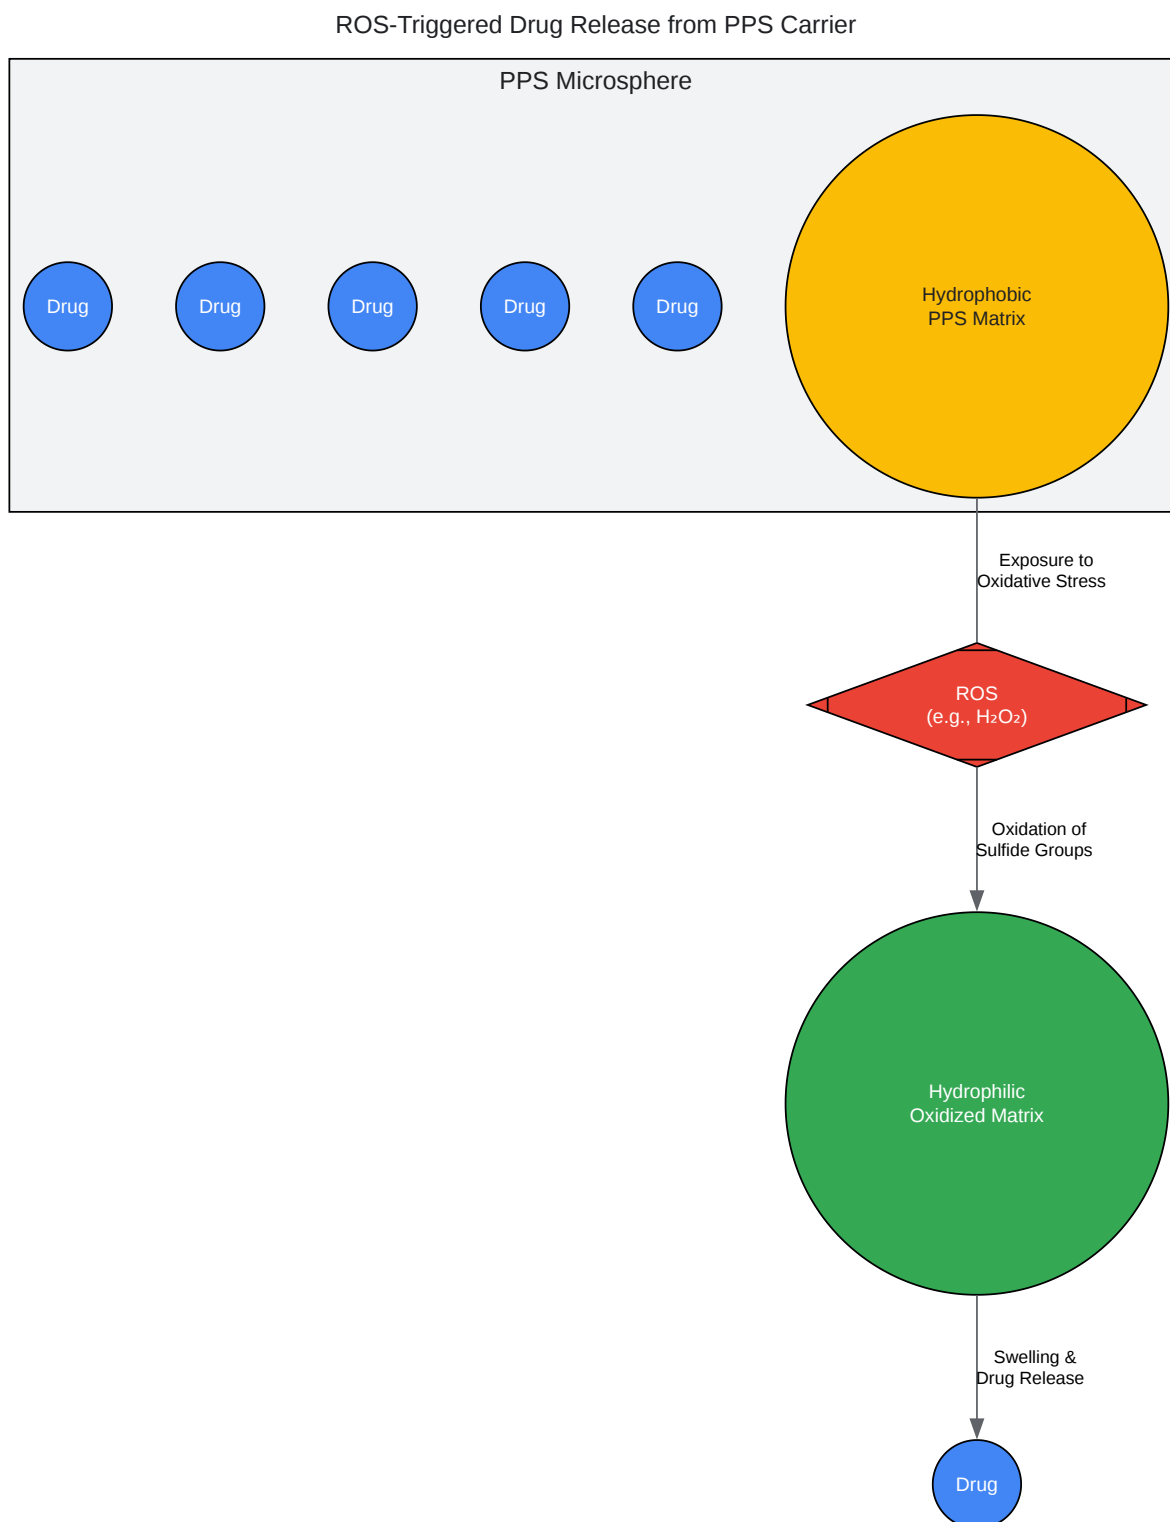 ROS-Triggered Drug Release from PPS Carrier
PPS Microsphere
Drug
Drug
Drug
Drug
Drug
Hydrophobic
PPS Matrix
Exposure to
Oxidative Stress
ROS
(e.g., H₂O₂)
Oxidation of
Sulfide Groups
Hydrophilic
Oxidized Matrix
Swelling &
Drug Release
Drug